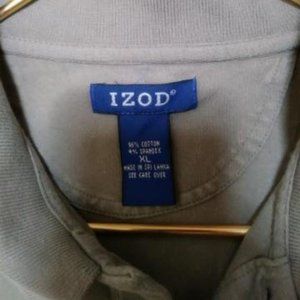 IZOD®
96% COTTON
4% SPANDEX
XL
MADE IN SRI LANKA
SEE CARE OVER